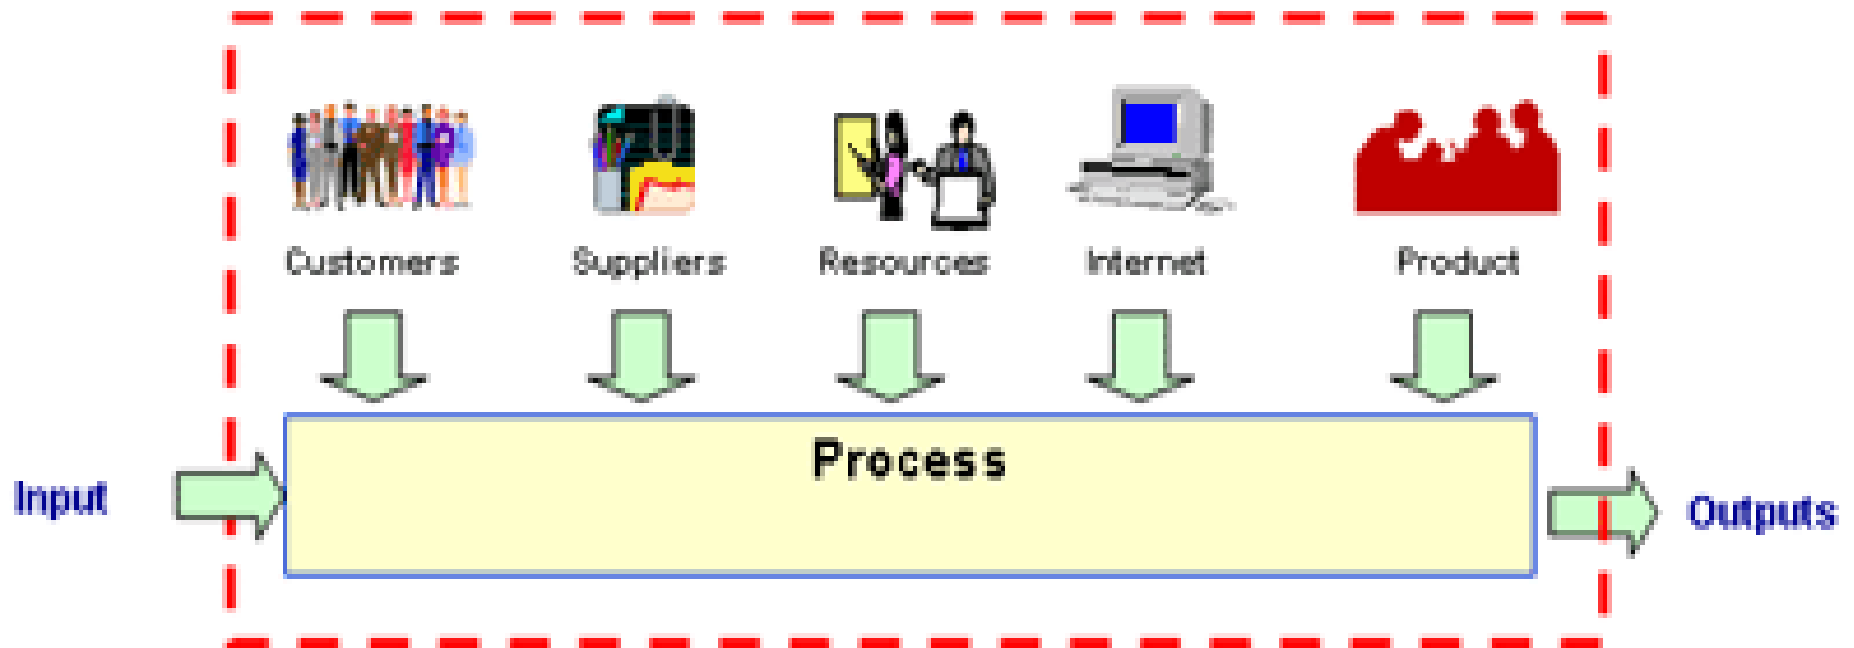 Customers Suppliers Resources Internet Product
Process
Input
Outputs